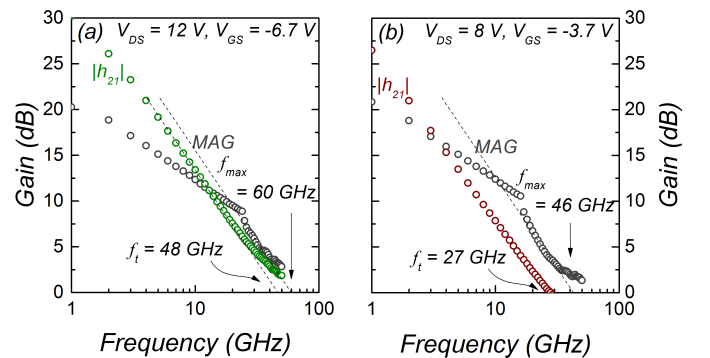 (a) V_DS = 12 V, V_GS = -6.7 V
|h_21|
MAG
f_max
= 60 GHz
f_t = 48 GHz
Gain (dB)
30
25
20
15
10
5
0
1 10 100
Frequency (GHz)
(b) V_DS = 8 V, V_GS = -3.7 V
|h_21|
MAG
f_max
= 46 GHz
f_t = 27 GHz
30
25
20
15
10
5
0
Gain (dB)
1 10 100
Frequency (GHz)